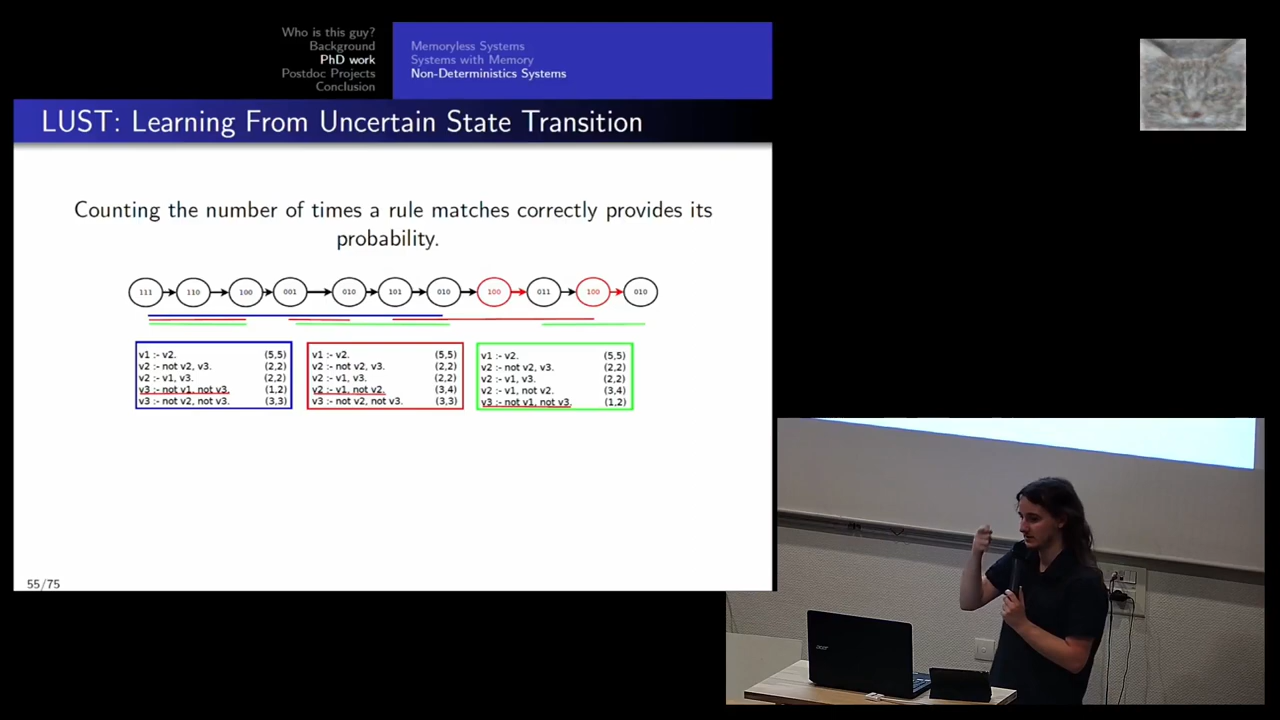 Who is this guy?
Background
PhD work
Postdoc Projects
Conclusion
Memoryless Systems
Systems with Memory
Non-Deterministics Systems
LUST: Learning From Uncertain State Transition
Counting the number of times a rule matches correctly provides its
probability.
111 110 100 001 010 101 010 100 011 100 010
v1 :- v2. (5,5)
v2 :- not v2, v3. (2,2)
v2 :- v1, v3. (2,2)
v3 :- not v1, not v3. (1,2)
v3 :- not v2, not v3. (3,3)
v1 :- v2. (5,5)
v2 :- not v2, v3. (2,2)
v2 :- v1, v3. (2,2)
v2 :- v1, not v2. (3,4)
v3 :- not v2, not v3. (3,3)
v1 :- v2. (5,5)
v2 :- not v2, v3. (2,2)
v2 :- v1, v3. (2,2)
v2 :- v1, not v2. (3,4)
v3 :- not v1, not v3. (1,2)
55/75
acer